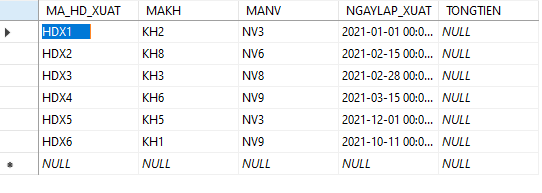 MA_HD_XUAT MAKH MANV NGAYLAP_XUAT TONGTIEN
HDX1 KH2 NV3 2021-01-01 00:0... NULL
HDX2 KH8 NV6 2021-02-15 00:0... NULL
HDX3 KH3 NV8 2021-02-28 00:0... NULL
HDX4 KH6 NV9 2021-03-15 00:0... NULL
HDX5 KH5 NV3 2021-12-01 00:0... NULL
HDX6 KH1 NV9 2021-10-11 00:0... NULL
NULL NULL NULL NULL NULL